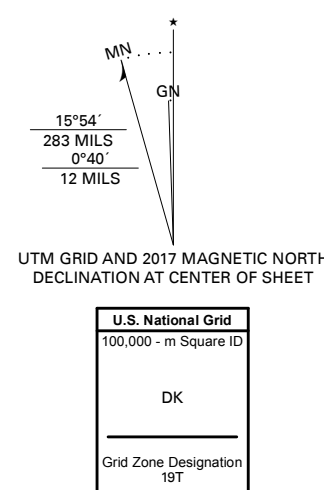 ★
MN
GN
15°54´
283 MILS
0°40´
12 MILS
UTM GRID AND 2017 MAGNETIC NORTH
DECLINATION AT CENTER OF SHEET
U.S. National Grid
100,000 - m Square ID
DK
Grid Zone Designation
19T